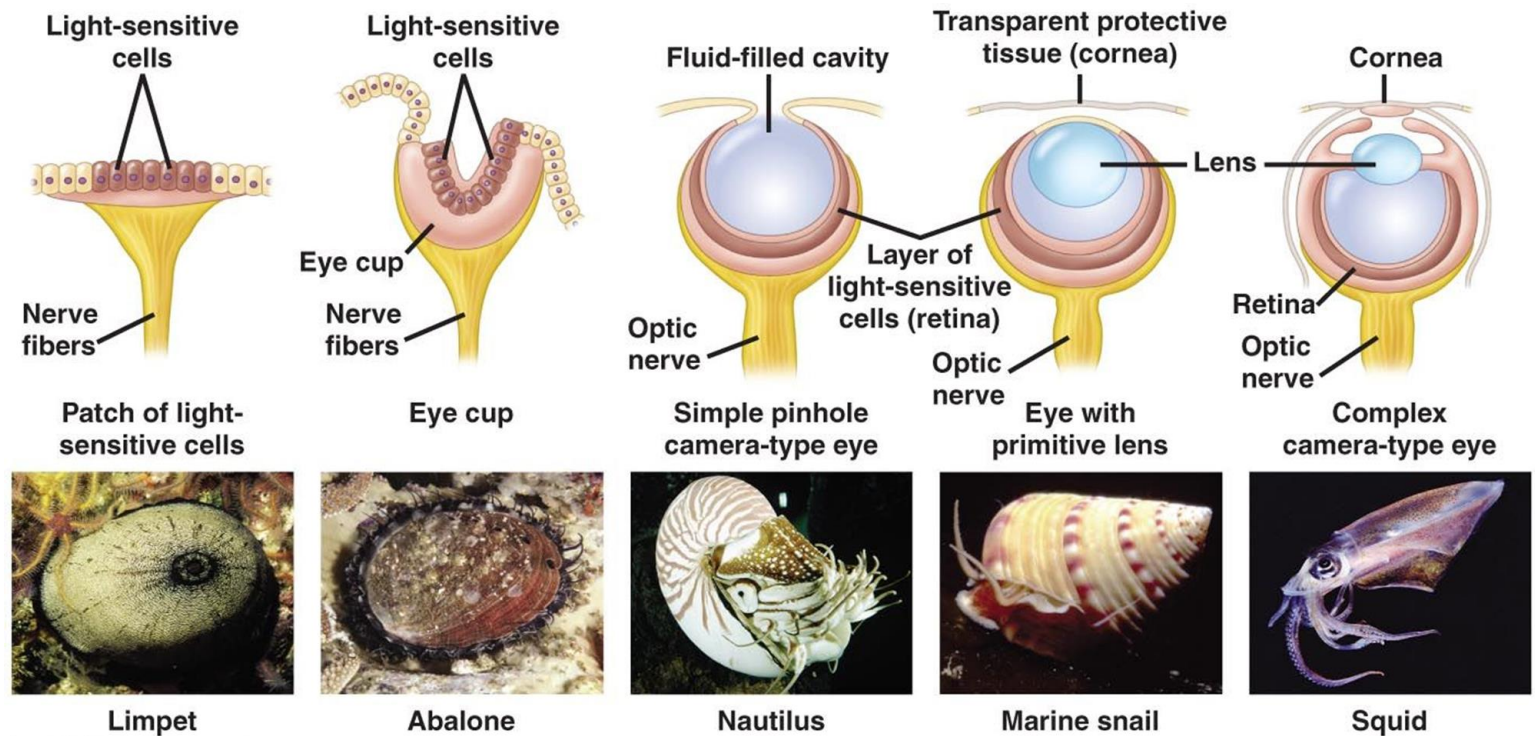 Light-sensitive
cells
Light-sensitive
cells
Fluid-filled cavity
Transparent protective
tissue (cornea)
Cornea
Lens
Eye cup
Layer of
light-sensitive
cells (retina)
Nerve
fibers
Nerve
fibers
Optic
nerve
Optic
nerve
Retina
Optic
nerve
Patch of light-
sensitive cells
Eye cup
Simple pinhole
camera-type eye
Eye with
primitive lens
Complex
camera-type eye
Limpet
Abalone
Nautilus
Marine snail
Squid